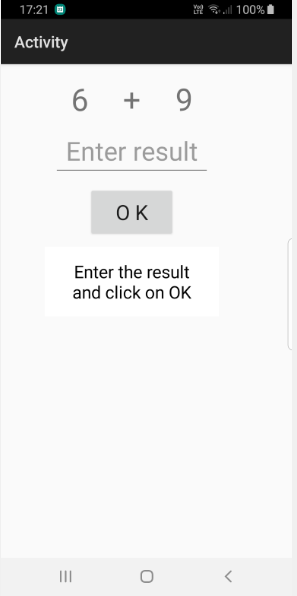 17:21 100%
Activity
6 + 9
Enter result
O K
Enter the result
and click on OK